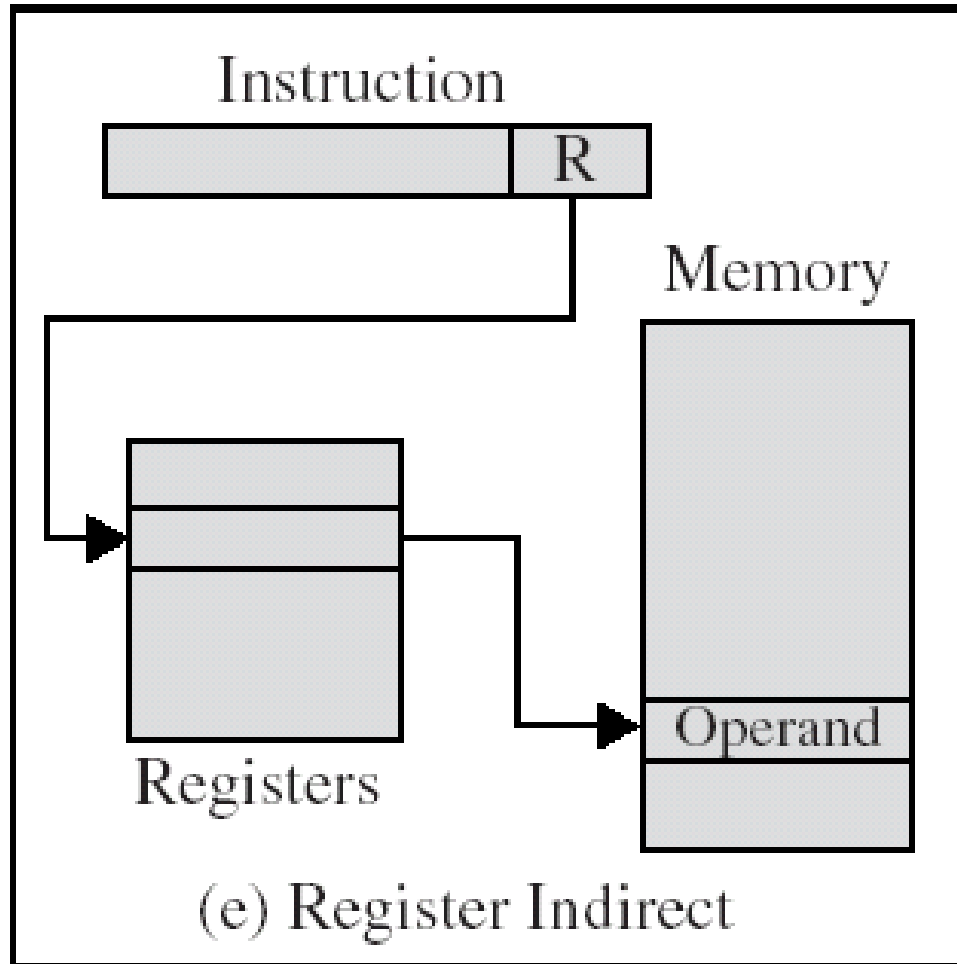 Instruction
R
Memory
Operand
Registers
(e) Register Indirect